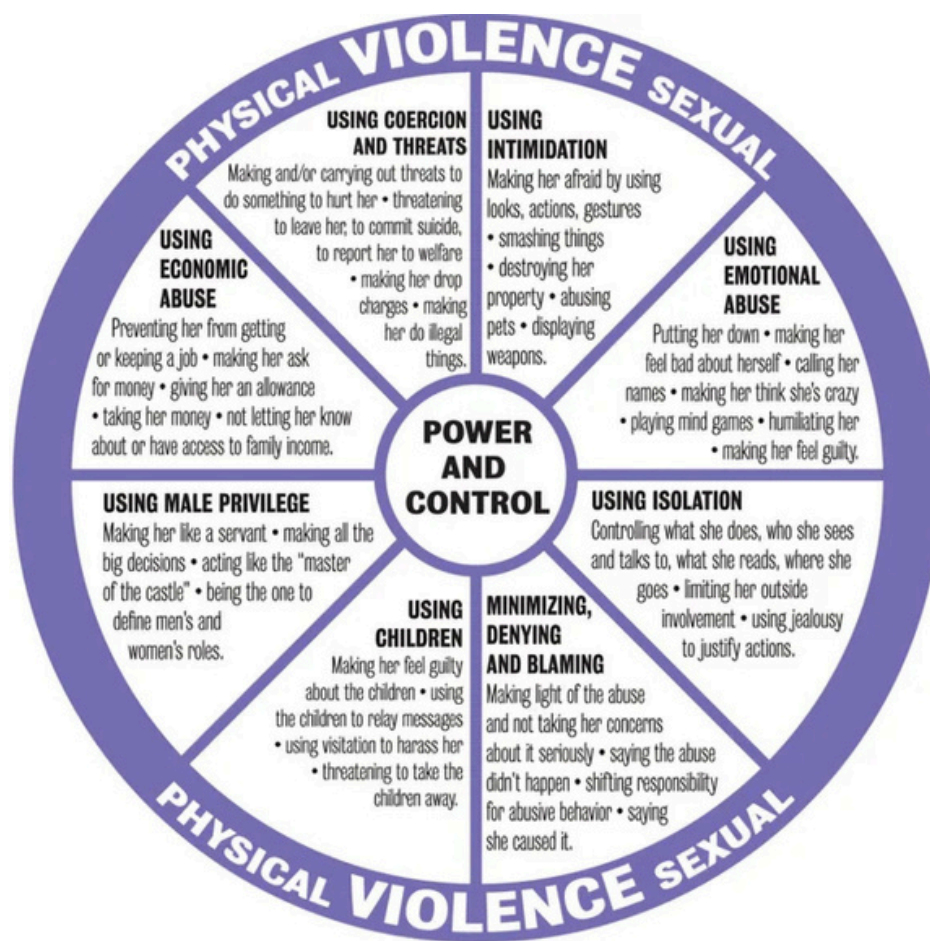 PHYSICAL VIOLENCE SEXUAL
USING COERCION
AND THREATS
Making and/or carrying out threats to
do something to hurt her • threatening
to leave her, to commit suicide,
to report her to welfare
• making her drop
charges • making
her do illegal
things.
USING
INTIMIDATION
Making her afraid by using
looks, actions, gestures
• smashing things
• destroying her
property • abusing
pets • displaying
weapons.
USING
EMOTIONAL
ABUSE
Putting her down • making her
feel bad about herself • calling her
names • making her think she's crazy
• playing mind games • humiliating her
• making her feel guilty.
USING ISOLATION
Controlling what she does, who she sees
and talks to, what she reads, where she
goes • limiting her outside
involvement • using jealousy
to justify actions.
MINIMIZING,
DENYING
AND BLAMING
Making light of the abuse
and not taking her concerns
about it seriously • saying the abuse
didn't happen • shifting responsibility
for abusive behavior • saying
she caused it.
USING
CHILDREN
Making her feel guilty
about the children • using
the children to relay messages
• using visitation to harass her
• threatening to take the
children away.
USING MALE PRIVILEGE
Making her like a servant • making all the
big decisions • acting like the "master
of the castle" • being the one to
define men's and
women's roles.
USING
ECONOMIC
ABUSE
Preventing her from getting
or keeping a job • making her ask
for money • giving her an allowance
• taking her money • not letting her know
about or have access to family income.
POWER
AND
CONTROL
PHYSICAL VIOLENCE SEXUAL